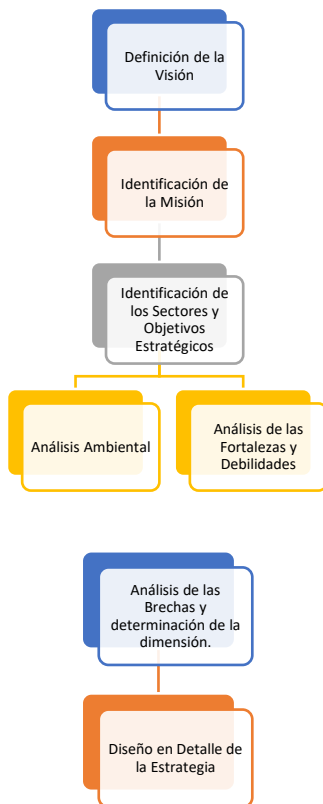 Definición de la
Visión
Identificación de
la Misión
Identificación de
los Sectores y
Objetivos
Estratégicos
Análisis Ambiental
Análisis de las
Fortalezas y
Debilidades
Análisis de las
Brechas y
determinación de la
dimensión.
Diseño en Detalle de
la Estrategia